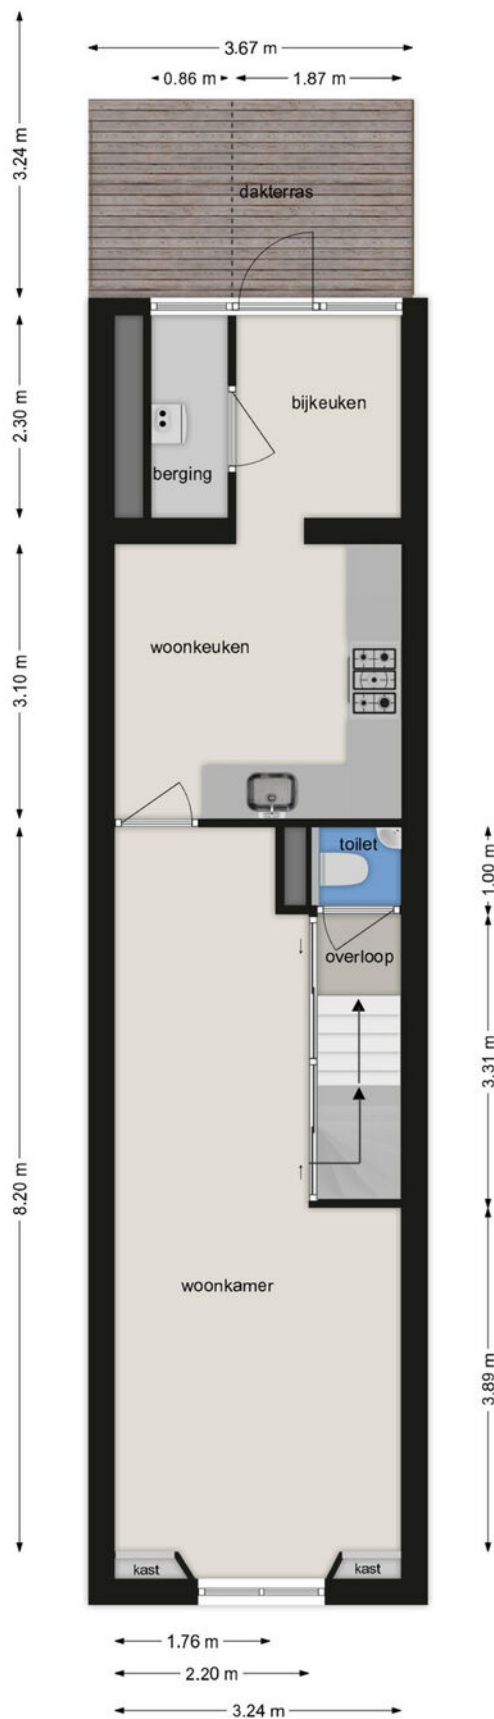 3.67 m
0.86 m
1.87 m
3.24 m
dakterras
2.30 m
bijkeuken
berging
3.10 m
woonkeuken
toilet
1.00 m
overloop
3.31 m
8.20 m
woonkamer
3.89 m
kast
kast
1.76 m
2.20 m
3.24 m